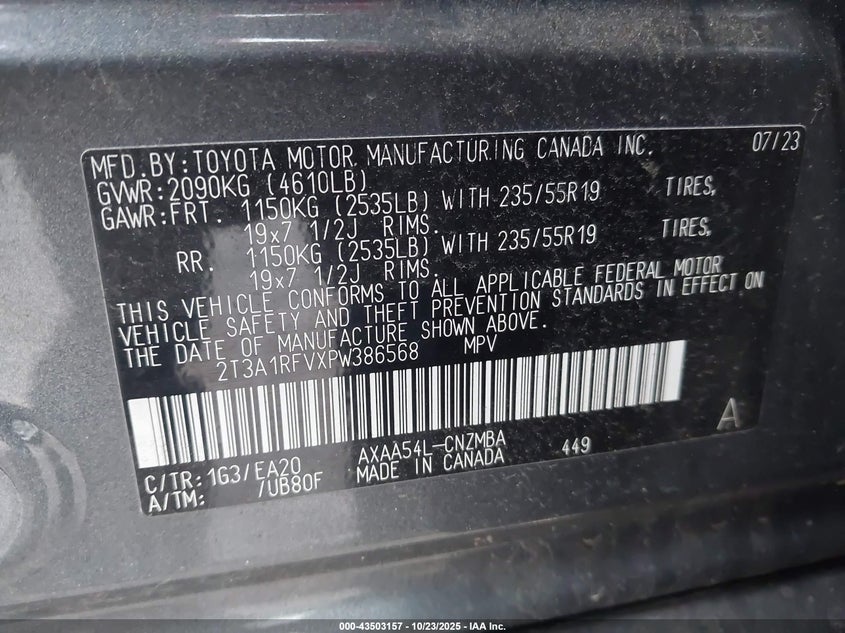 MFD.BY:TOYOTA MOTOR MANUFACTURING CANADA INC. 07/23
GVWR:2090KG (4610LB)
GAWR:FRT. 1150KG (2535LB) WITH 235/55R19 TIRES,
19x7 1/2J RIMS.
RR. 1150KG (2535LB) WITH 235/55R19 TIRES,
19x7 1/2J RIMS.
THIS VEHICLE CONFORMS TO ALL APPLICABLE FEDERAL MOTOR
VEHICLE SAFETY AND THEFT PREVENTION STANDARDS IN EFFECT ON
THE DATE OF MANUFACTURE SHOWN ABOVE.
2T3A1RFVXPW386568 MPV
A
C/TR: 1G3/EA20 AXAA54L-CNZMBA 449
A/TM: /UB80F MADE IN CANADA
000-43503157 - 10/23/2025 - IAA Inc.